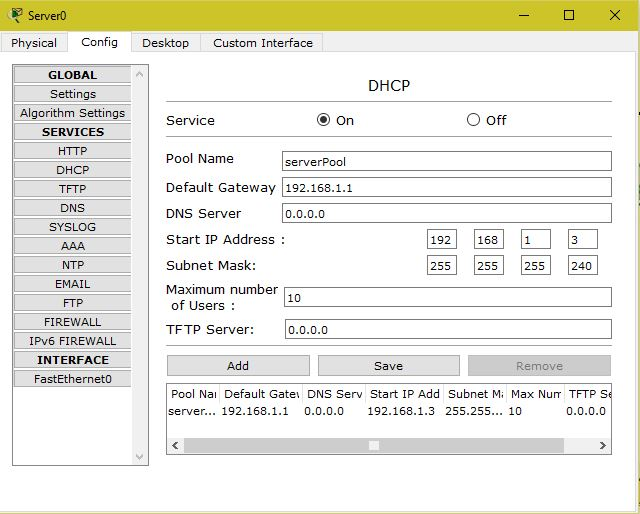 Server0
Physical Config Desktop Custom Interface
GLOBAL
Settings
Algorithm Settings
SERVICES
HTTP
DHCP
TFTP
DNS
SYSLOG
AAA
NTP
EMAIL
FTP
FIREWALL
IPv6 FIREWALL
INTERFACE
FastEthernet0
DHCP
Service On Off
Pool Name serverPool
Default Gateway 192.168.1.1
DNS Server 0.0.0.0
Start IP Address : 192 168 1 3
Subnet Mask: 255 255 255 240
Maximum number
of Users : 10
TFTP Server: 0.0.0.0
Add Save Remove
Pool Nar Default Gatev DNS Serv Start IP Add Subnet Ma Max Num TFTP Se
server... 192.168.1.1 0.0.0.0 192.168.1.3 255.255... 10 0.0.0.0